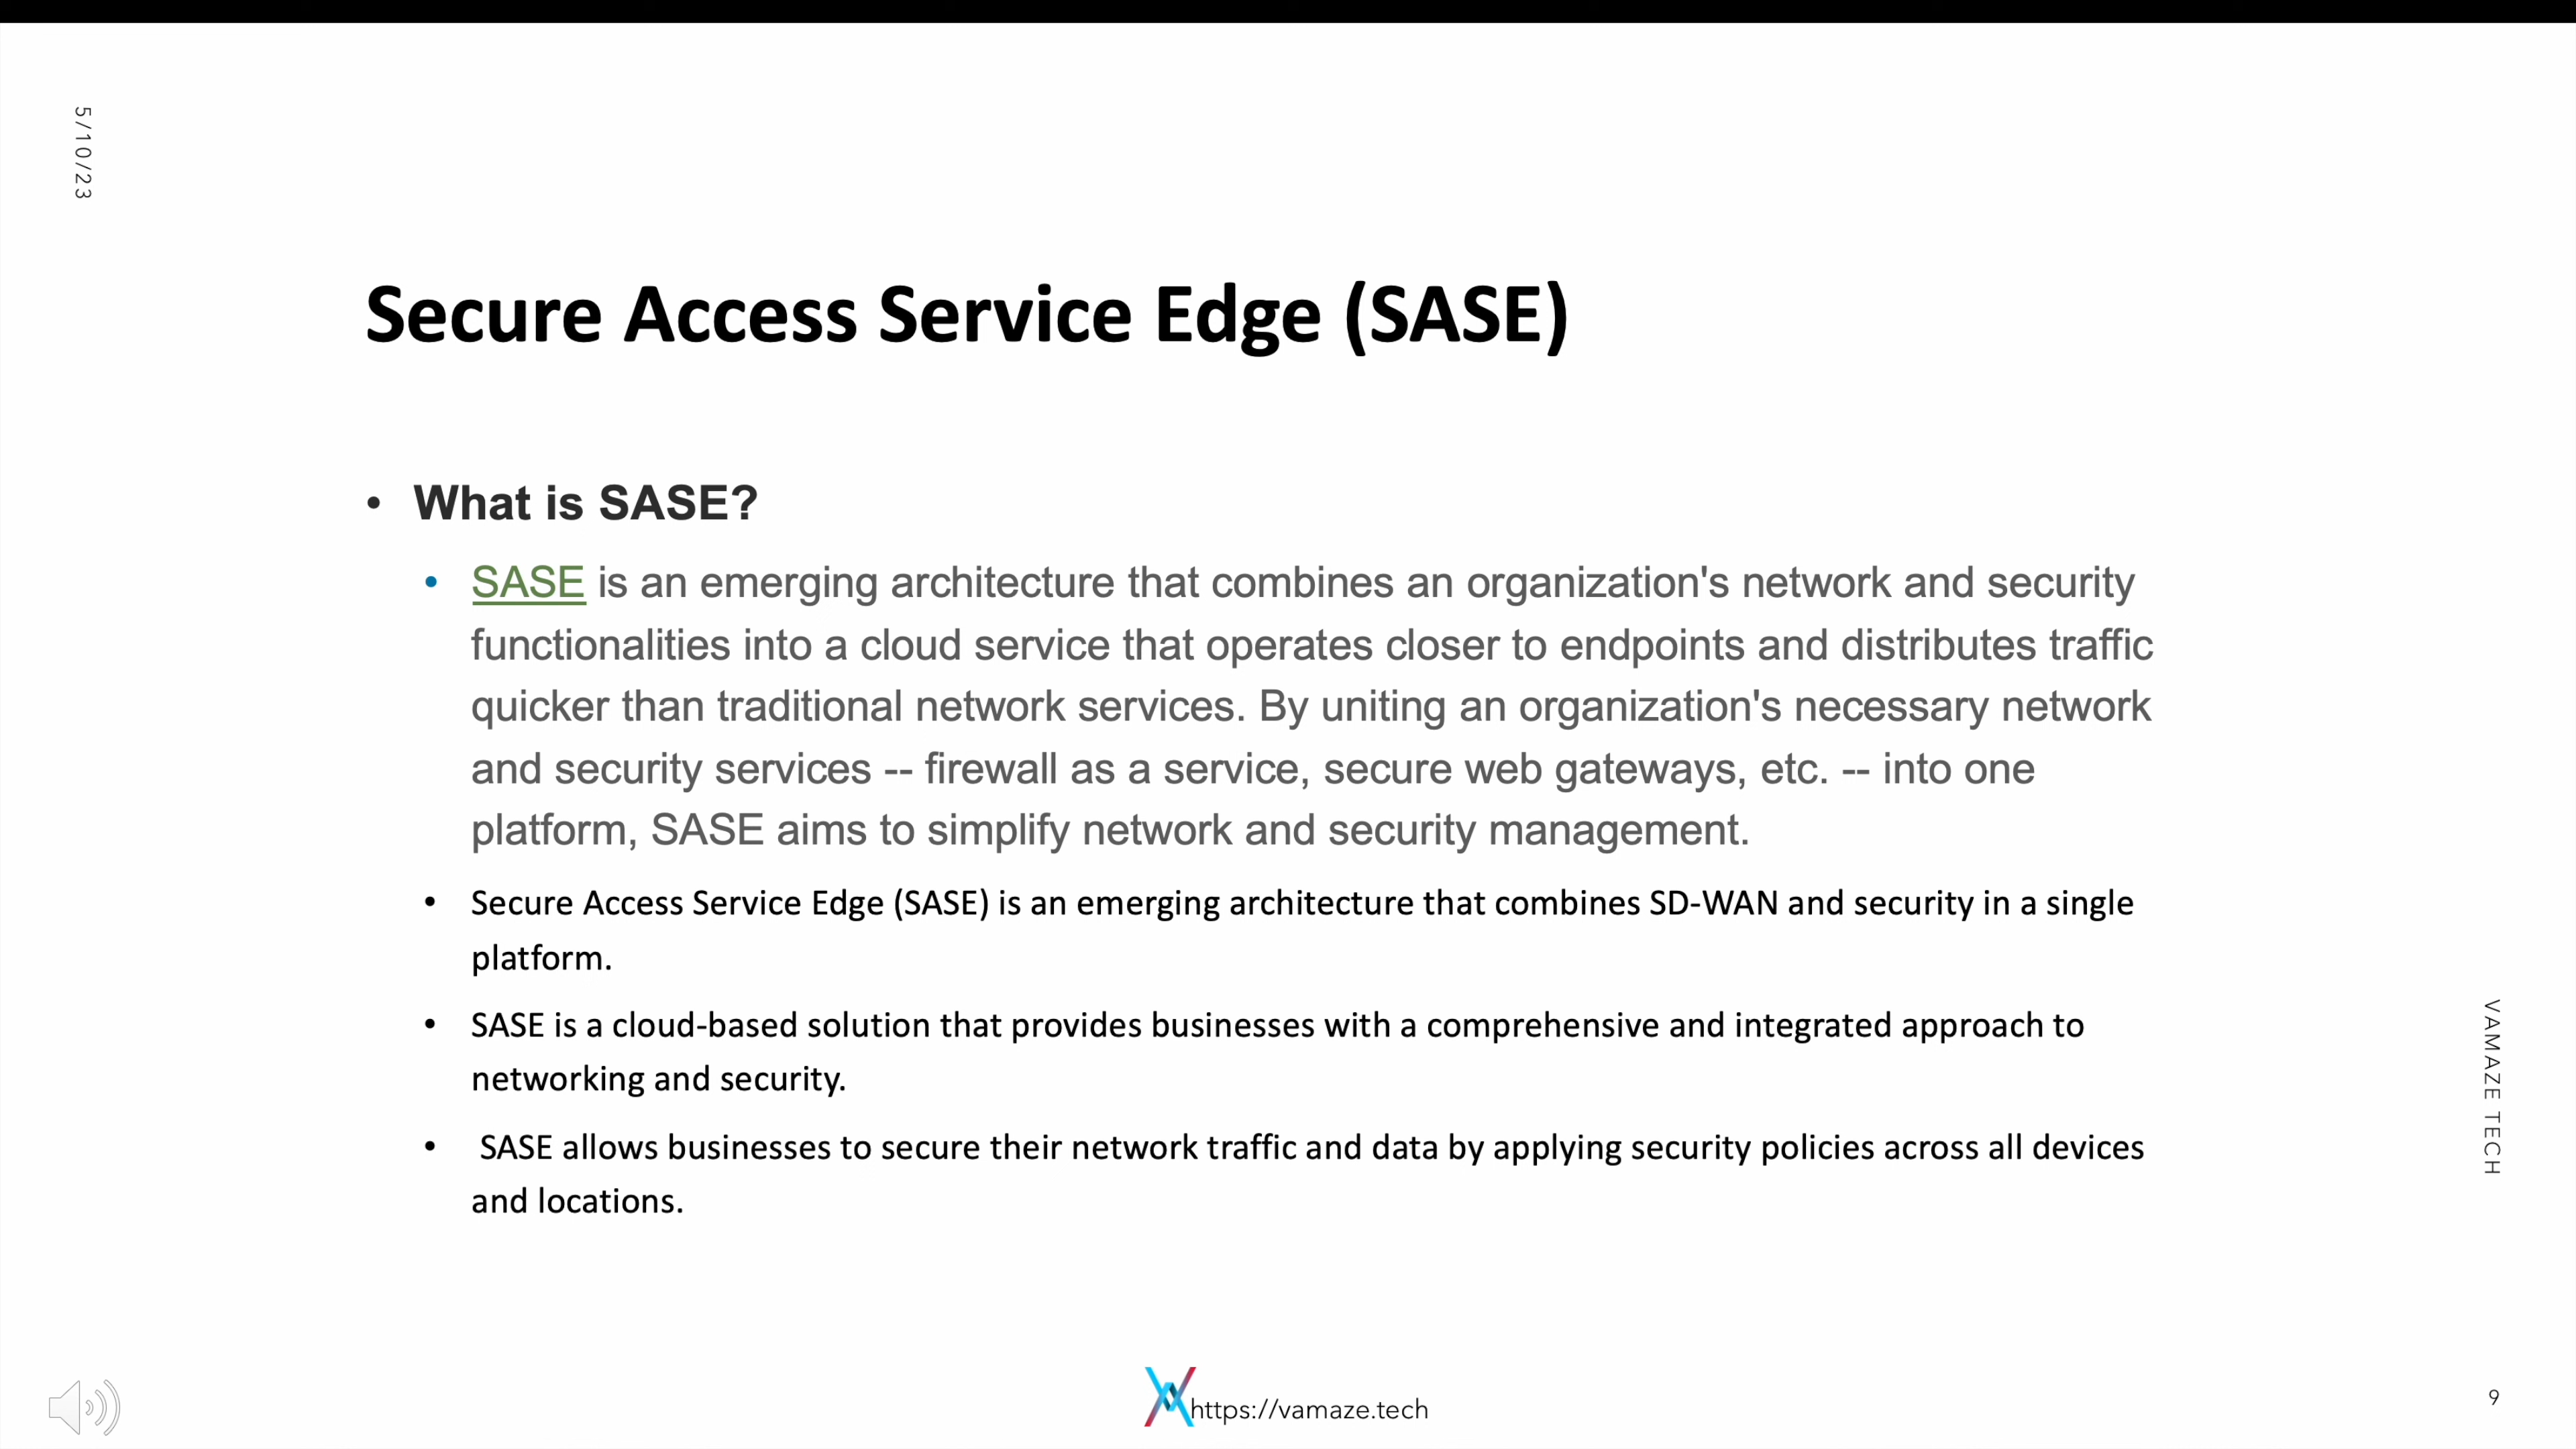 5/10/23
Secure Access Service Edge (SASE)
• What is SASE?
• SASE is an emerging architecture that combines an organization's network and security
functionalities into a cloud service that operates closer to endpoints and distributes traffic
quicker than traditional network services. By uniting an organization's necessary network
and security services -- firewall as a service, secure web gateways, etc. -- into one
platform, SASE aims to simplify network and security management.
• Secure Access Service Edge (SASE) is an emerging architecture that combines SD-WAN and security in a single
platform.
• SASE is a cloud-based solution that provides businesses with a comprehensive and integrated approach to
networking and security.
• SASE allows businesses to secure their network traffic and data by applying security policies across all devices
and locations.
VAMAZE TECH
https://vamaze.tech
9